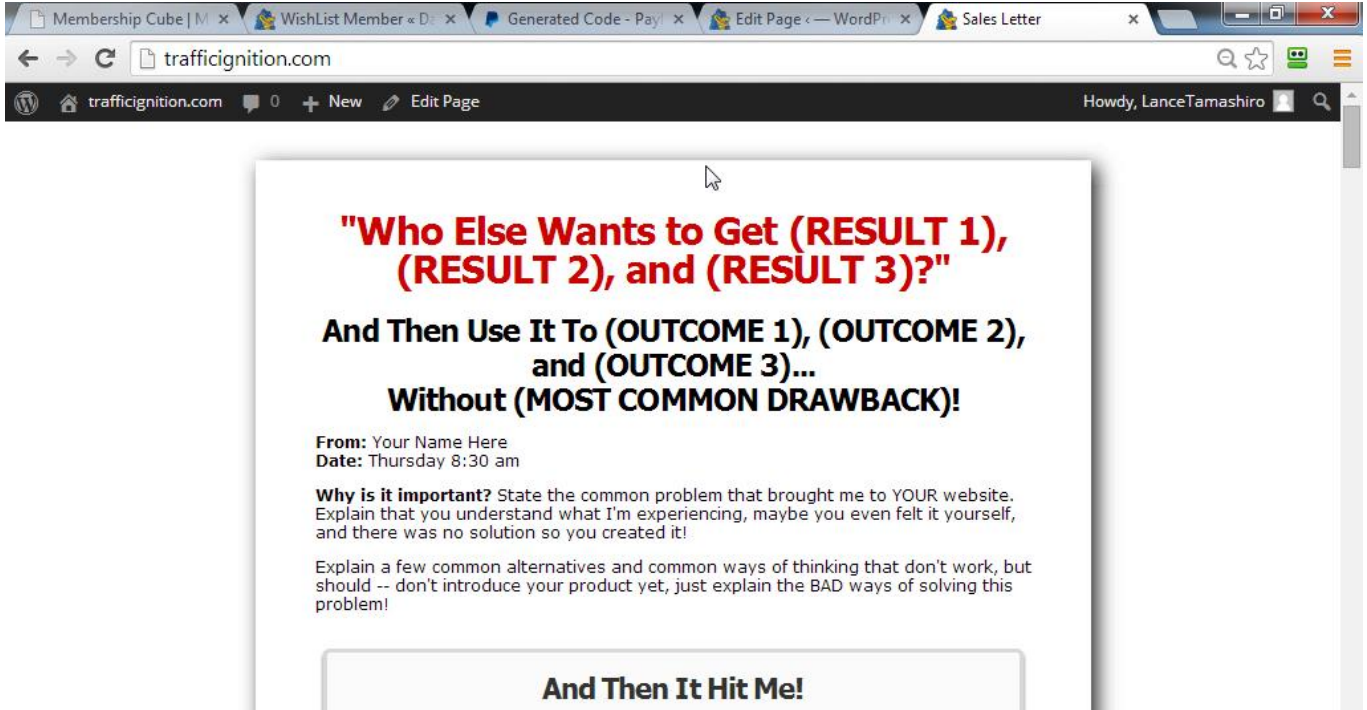 Membership Cube | M WishList Member « Da Generated Code - Payl Edit Page ‹ — WordPr Sales Letter
trafficignition.com
trafficignition.com 0 New Edit Page Howdy, LanceTamashiro
"Who Else Wants to Get (RESULT 1),
(RESULT 2), and (RESULT 3)?"
And Then Use It To (OUTCOME 1), (OUTCOME 2),
and (OUTCOME 3)...
Without (MOST COMMON DRAWBACK)!
From: Your Name Here
Date: Thursday 8:30 am
Why is it important? State the common problem that brought me to YOUR website.
Explain that you understand what I'm experiencing, maybe you even felt it yourself,
and there was no solution so you created it!
Explain a few common alternatives and common ways of thinking that don't work, but
should -- don't introduce your product yet, just explain the BAD ways of solving this
problem!
And Then It Hit Me!